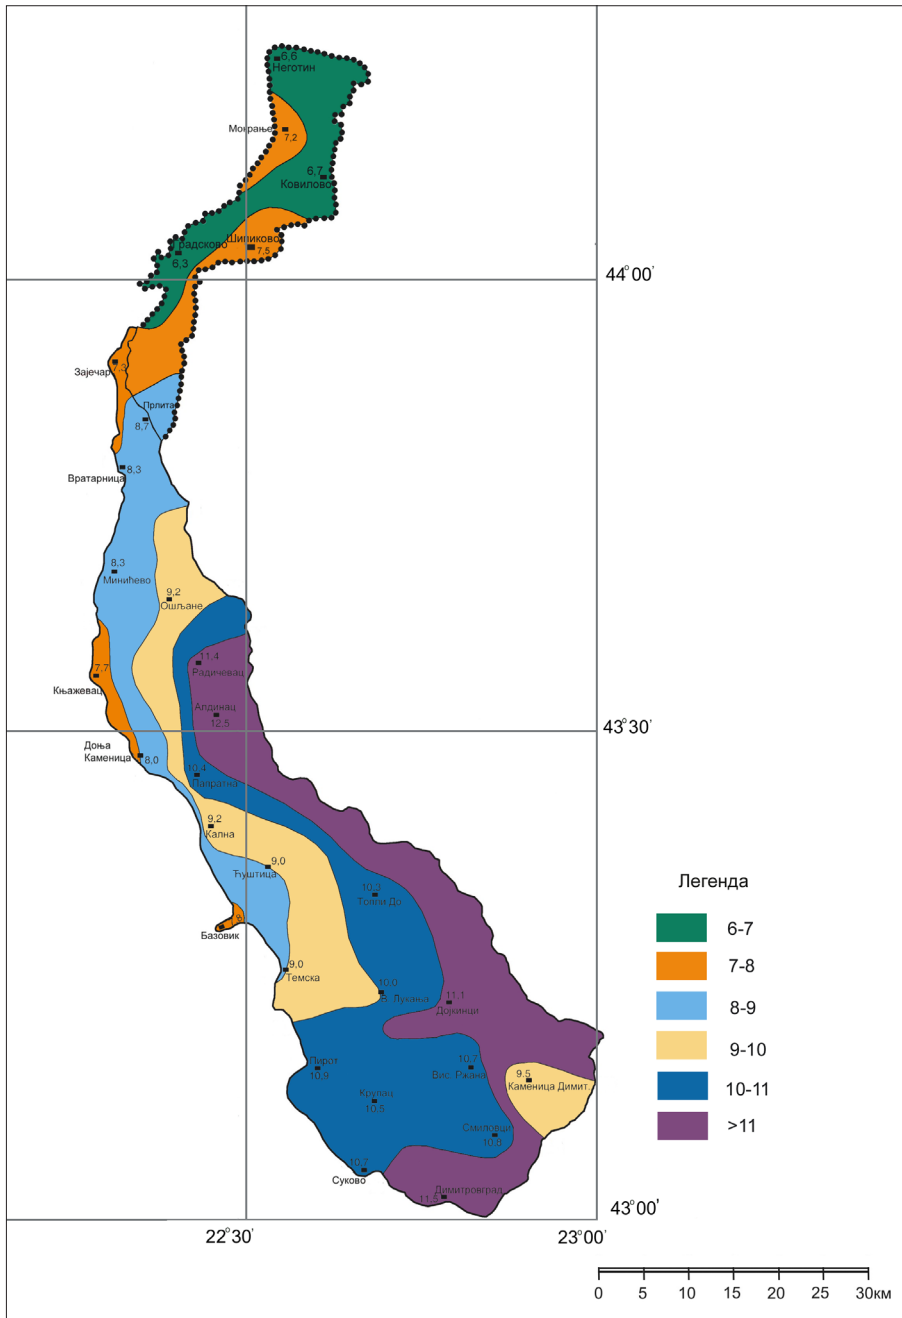 6,6
Неготин
Мокрање
7,2
6,7
Ковилово
Шипиково
7,5
Градсково
6,3
44°00'
7,3
Зајечар
Прлита
8,7
8,3
Вратарница
8,3
Минићево
9,2
Ошљане
11,4
Радичевац
7,7
Књажевац
Алдинац
12,5
43°30'
Доња
Каменица
8,0
10,4
Папратна
9,2
Кална
9,0
Ћуштица
10,3
Топли До
8
Базовик
9,0
Темска
10,0
В. Лукања
11,1
Дојкинци
Пирот
10,9
10,7
Вис. Ржана
9,5
Каменица Димит.
Крупац
10,5
Смиловци
10,8
10,7
Суково
Димитровград
11,5
43°00'
22°30'
23°00'
Легенда
6-7
7-8
8-9
9-10
10-11
>11
0 5 10 15 20 25 30км